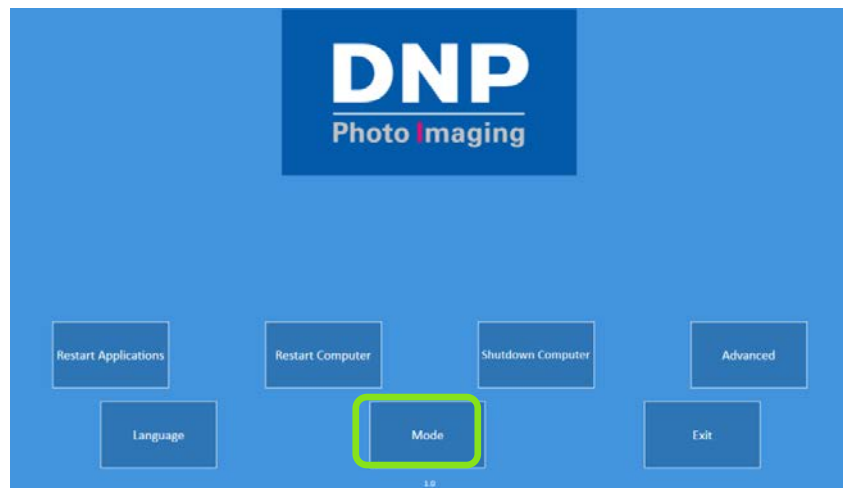 DNP
Photo Imaging
Restart Applications
Restart Computer
Shutdown Computer
Advanced
Language
Mode
Exit
1.0